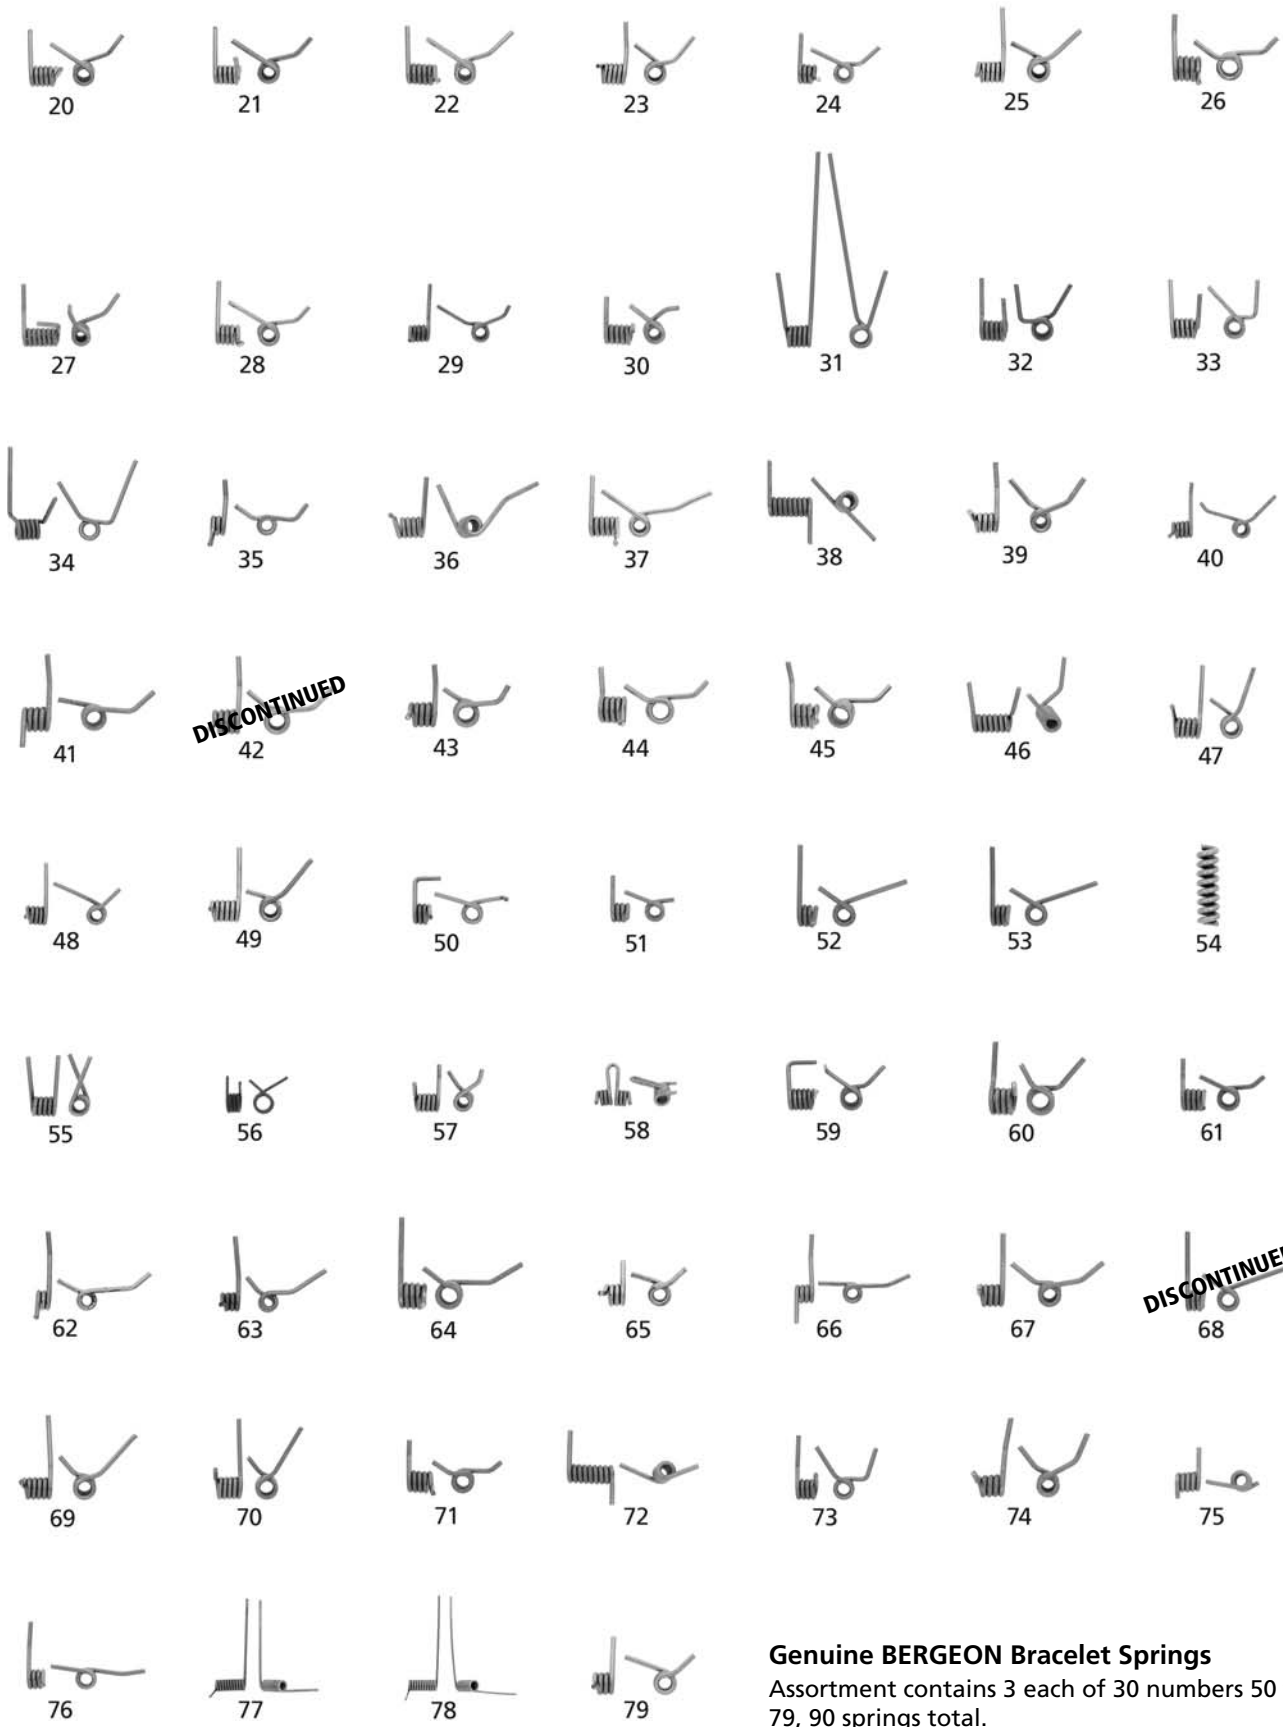 20 21 22 23 24 25 26
27 28 29 30 31 32 33
34 35 36 37 38 39 40
DISCONTINUED
41 42 43 44 45 46 47
48 49 50 51 52 53 54
55 56 57 58 59 60 61
DISCONTINUED
62 63 64 65 66 67 68
69 70 71 72 73 74 75
Genuine BERGEON Bracelet Springs
Assortment contains 3 each of 30 numbers 50
76 77 78 79
79, 90 springs total.